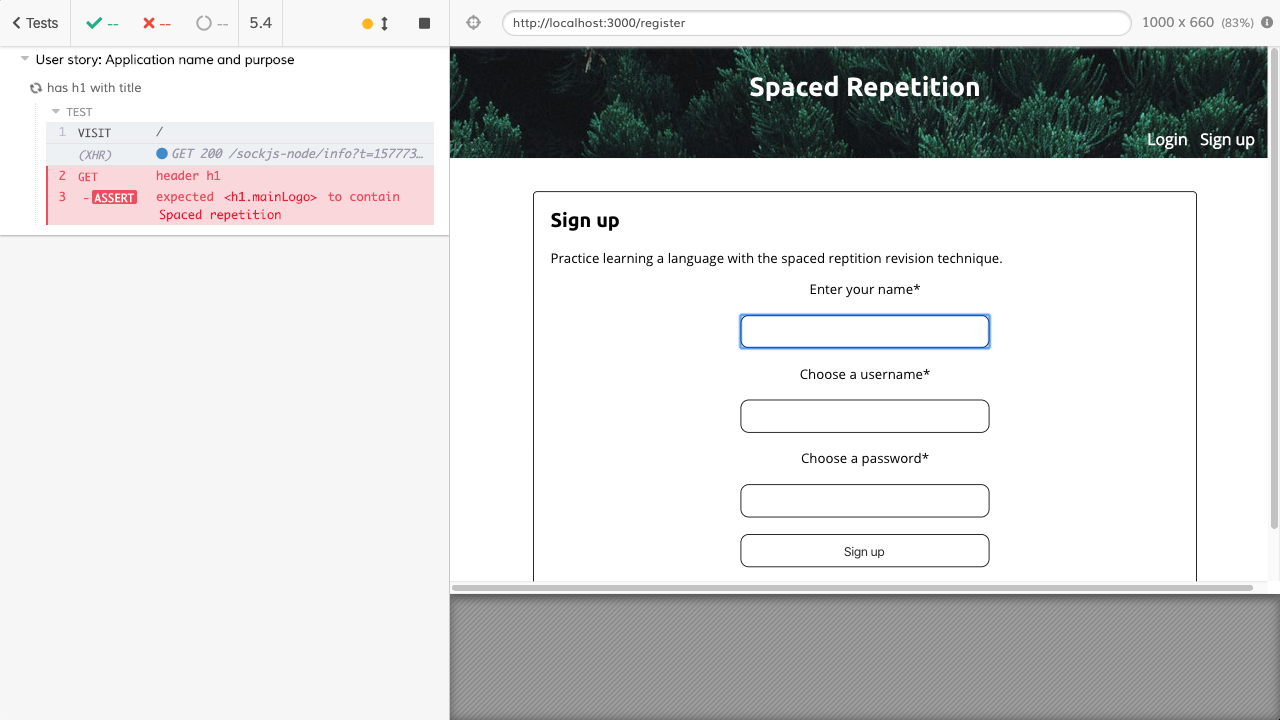 Tests
--
--
--
5.4
http://localhost:3000/register
1000 x 660 (83%)
User story: Application name and purpose
has h1 with title
TEST
1 VISIT /
(XHR) GET 200 /sockjs-node/info?t=157773…
2 GET header h1
3 - ASSERT expected <h1.mainLogo> to contain
Spaced repetition
Spaced Repetition
Login Sign up
Sign up
Practice learning a language with the spaced reptition revision technique.
Enter your name*
Choose a username*
Choose a password*
Sign up